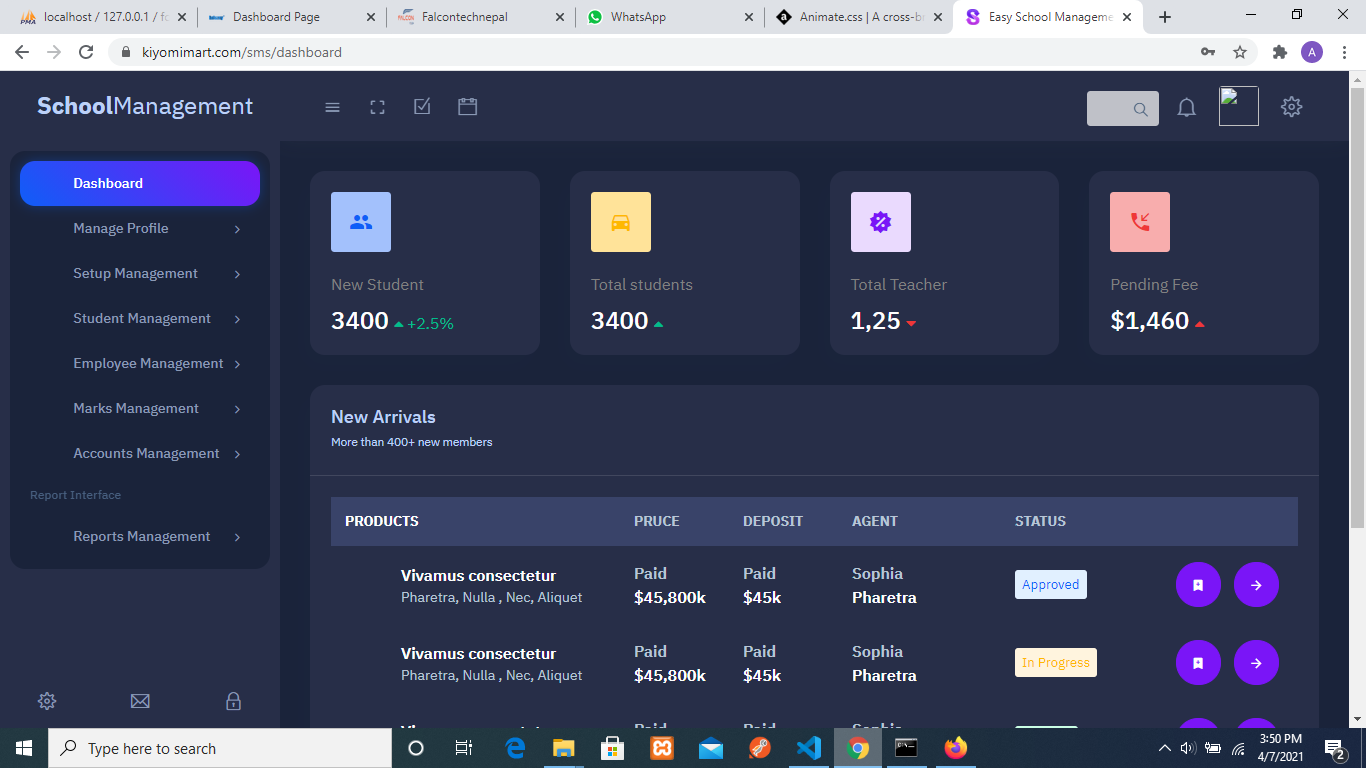 localhost / 127.0.0.1 / fo
Dashboard Page
Falcontechnepal
WhatsApp
Animate.css | A cross-br
Easy School Manageme
kiyomimart.com/sms/dashboard
A
SchoolManagement
Dashboard
Manage Profile
Setup Management
Student Management
Employee Management
Marks Management
Accounts Management
Report Interface
Reports Management
New Student
3400 +2.5%
Total students
3400
Total Teacher
1,25
Pending Fee
$1,460
New Arrivals
More than 400+ new members
PRODUCTS PRUCE DEPOSIT AGENT STATUS
Vivamus consectetur Paid Paid Sophia Approved
Pharetra, Nulla , Nec, Aliquet $45,800k $45k Pharetra
Vivamus consectetur Paid Paid Sophia In Progress
Pharetra, Nulla , Nec, Aliquet $45,800k $45k Pharetra
Type here to search
3:50 PM
4/7/2021
2